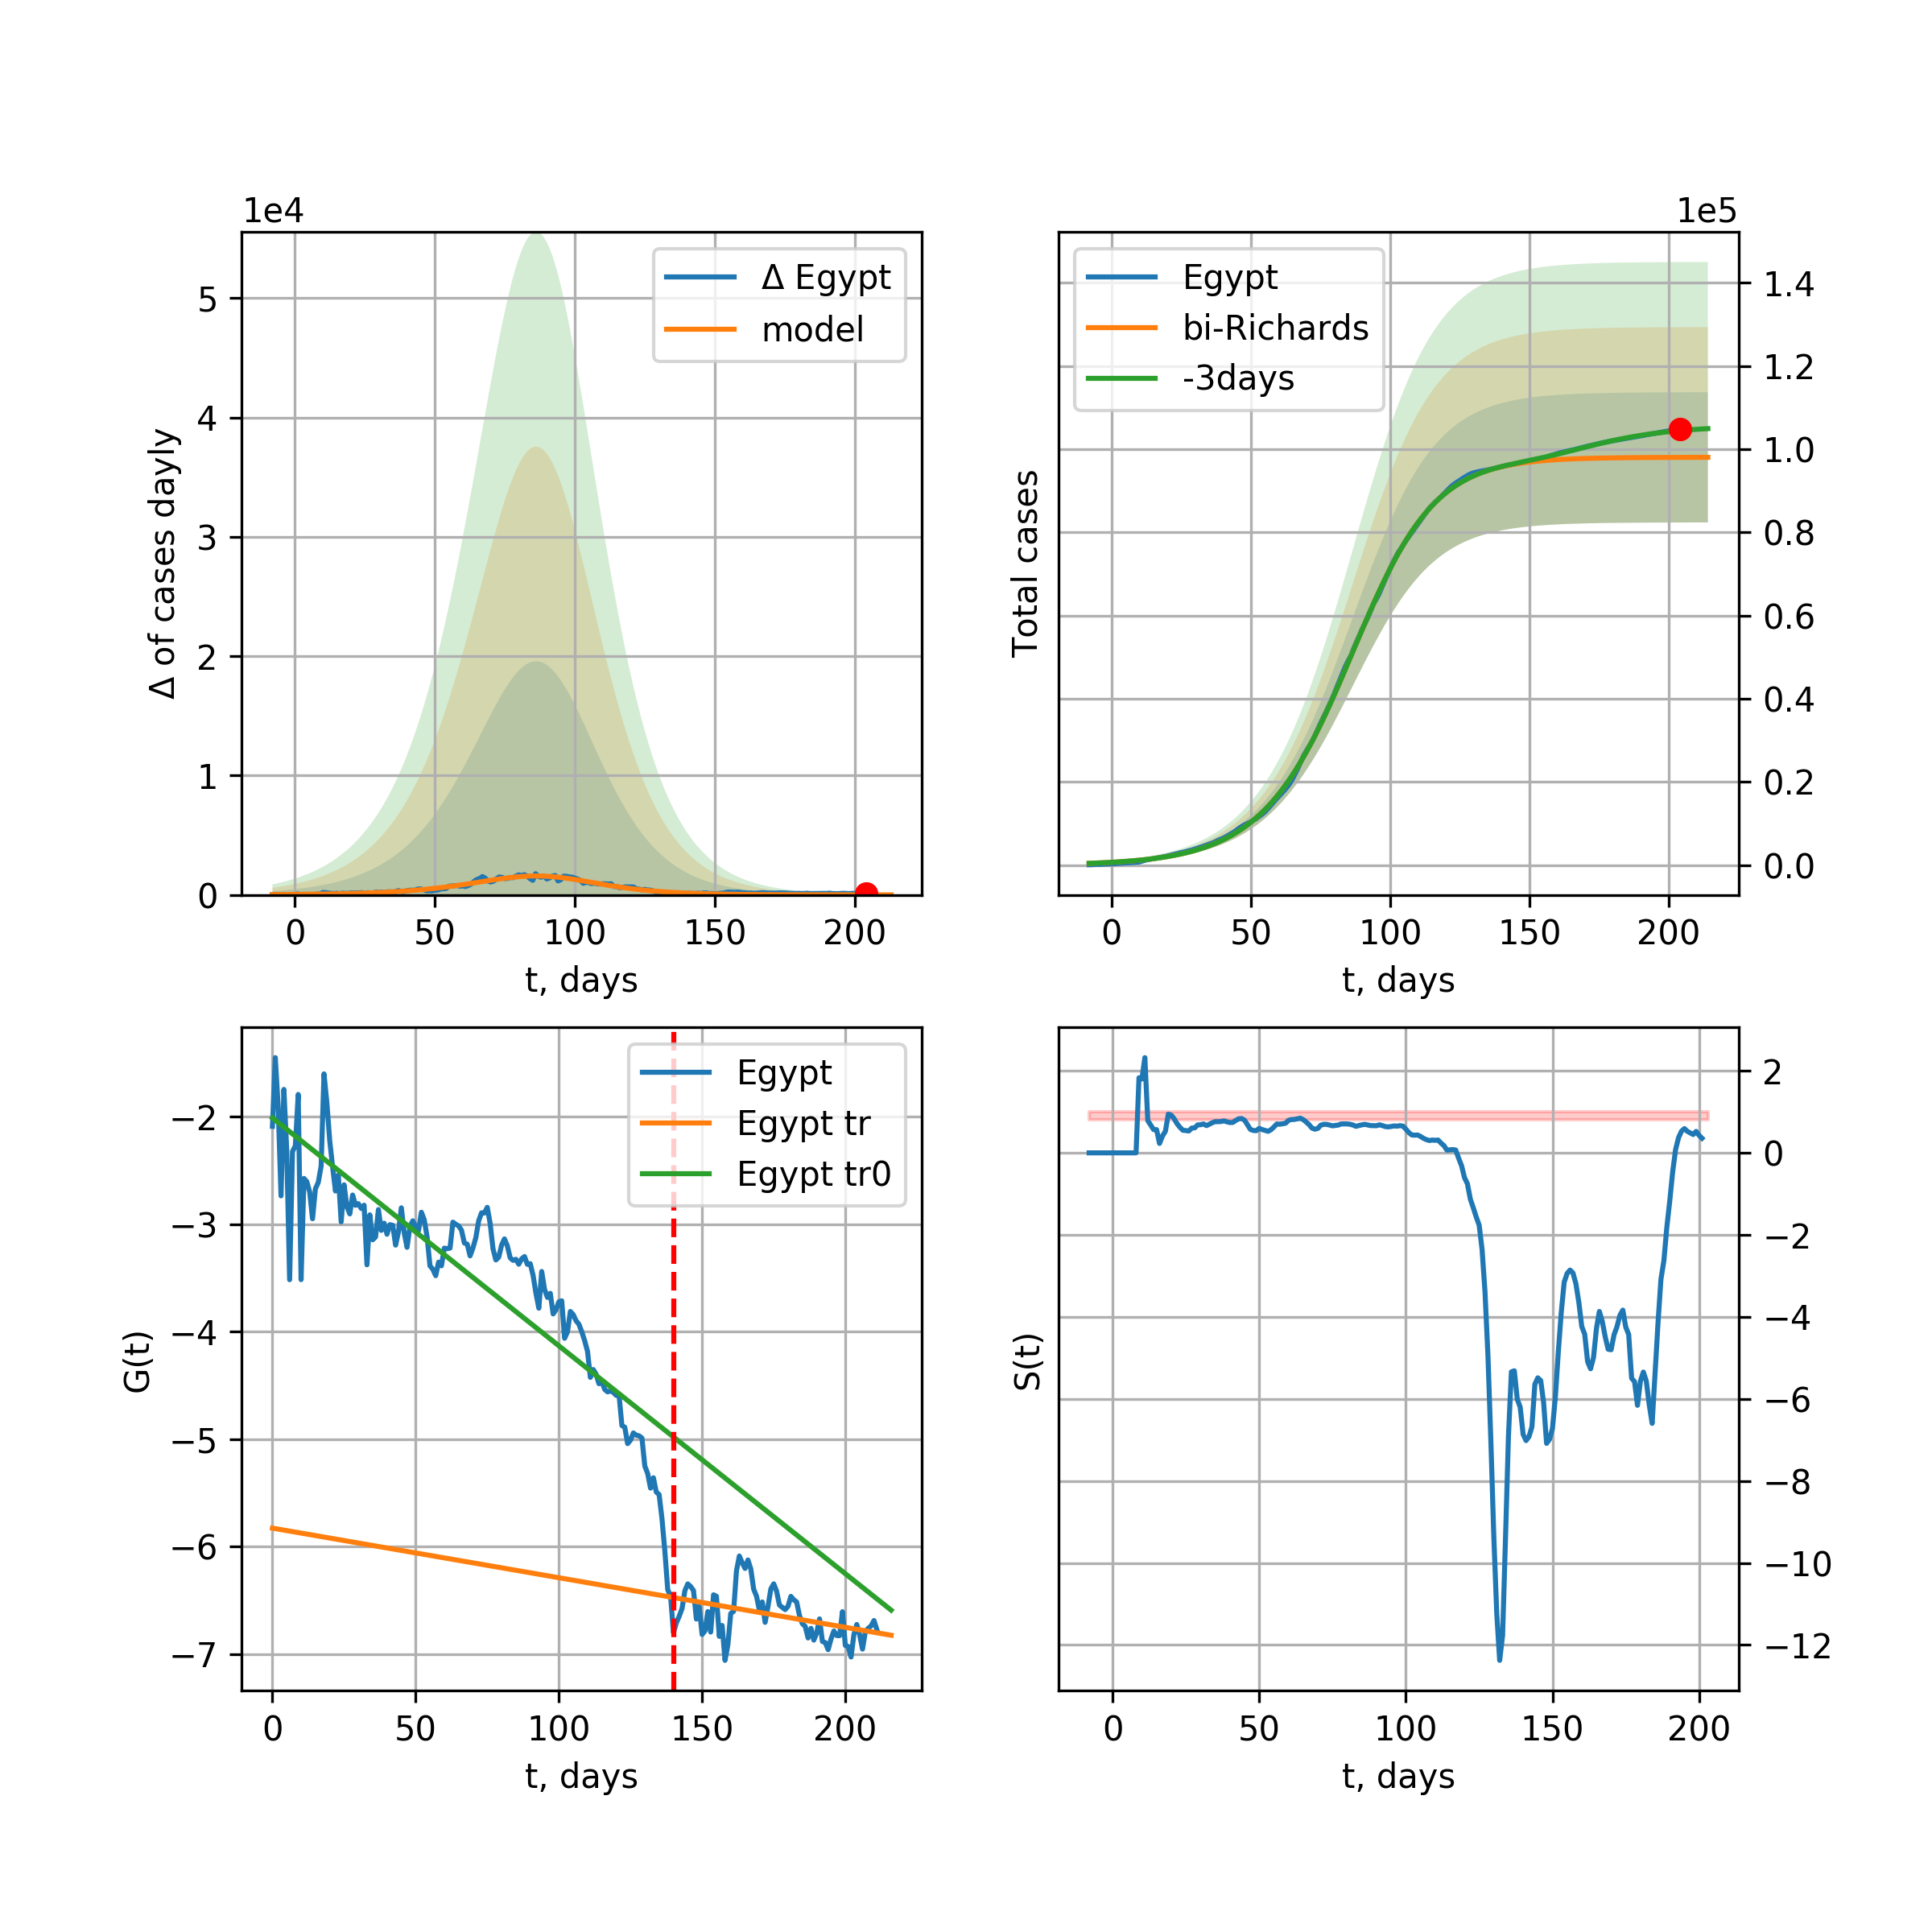 1e4
Δ of cases dayly
5
4
3
2
1
0
Δ Egypt
model
0 50 100 150 200
t, days
1e5
Total cases
Egypt
bi-Richards
-3days
1.4
1.2
1.0
0.8
0.6
0.4
0.2
0.0
0 50 100 150 200
t, days
G(t)
−2
−3
−4
−5
−6
−7
Egypt
Egypt tr
Egypt tr0
0 50 100 150 200
t, days
S(t)
2
0
−2
−4
−6
−8
−10
−12
0 50 100 150 200
t, days